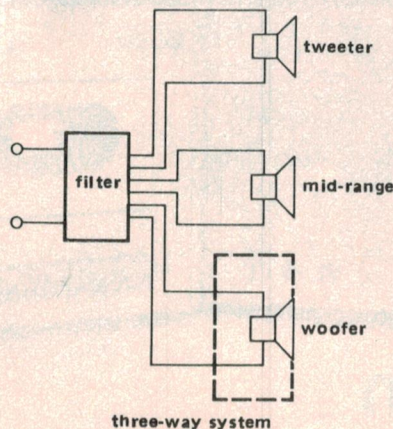 tweeter
filter
mid-range
woofer
three-way system